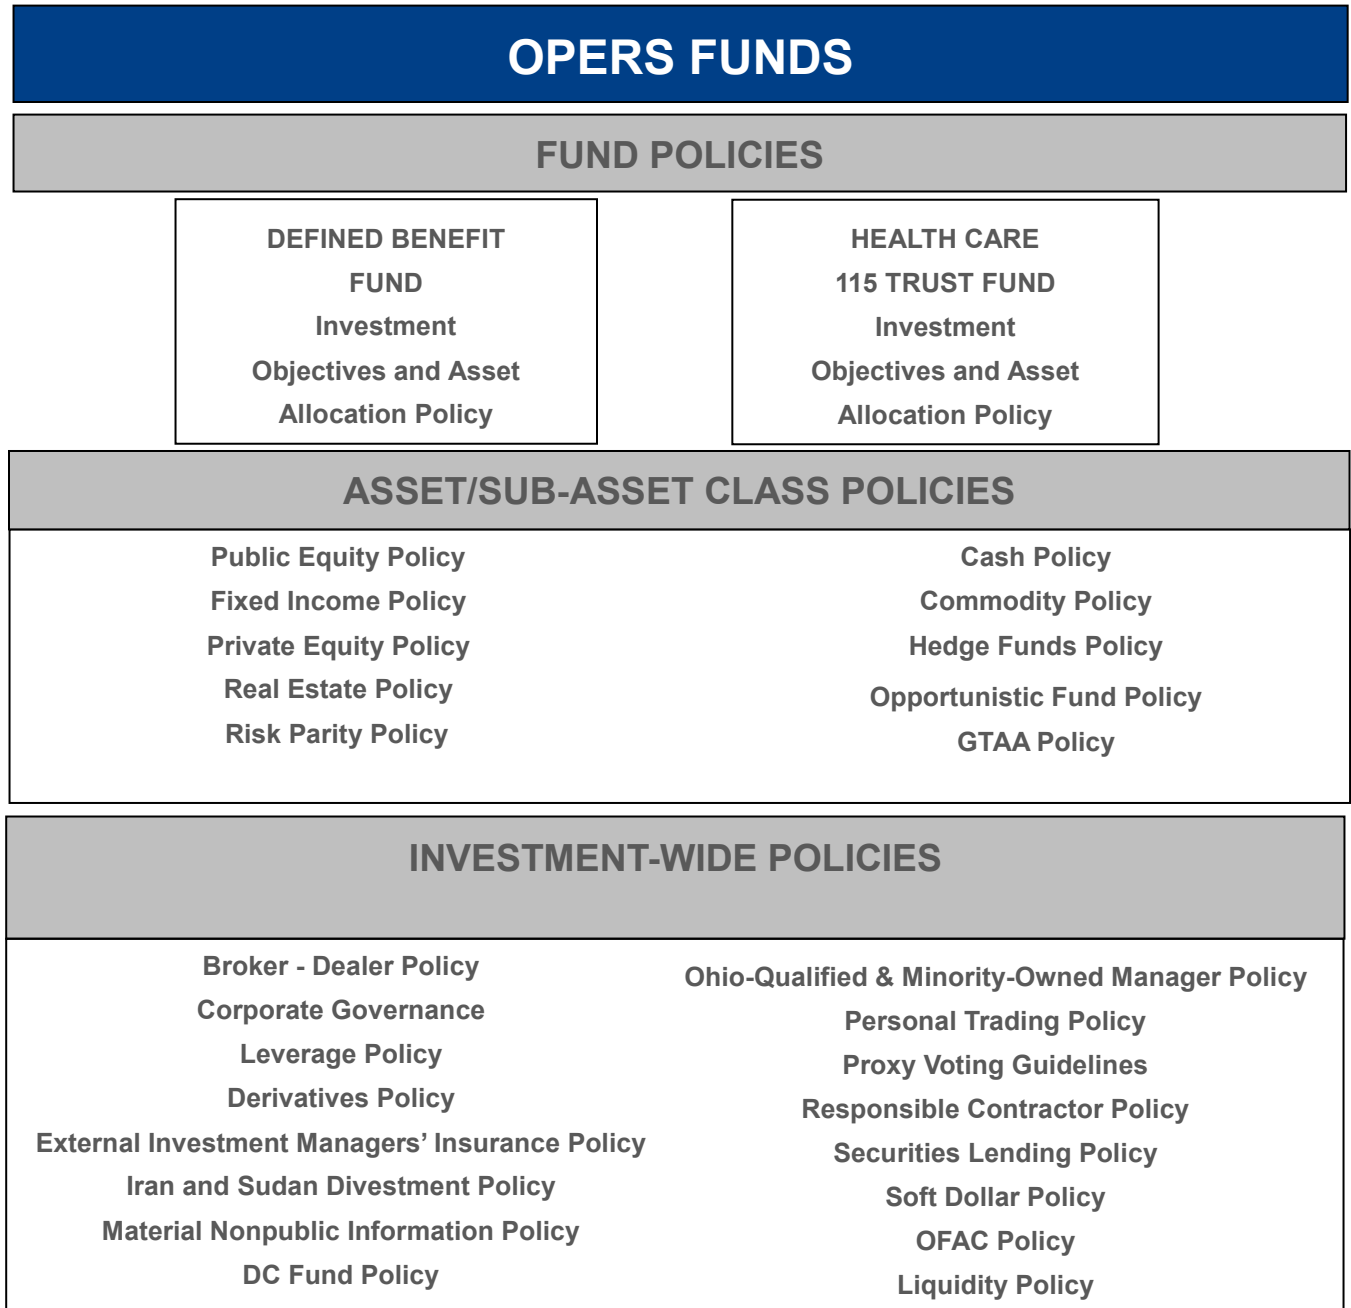 OPERS FUNDS
FUND POLICIES
DEFINED BENEFIT
FUND
Investment
Objectives and Asset
Allocation Policy
HEALTH CARE
115 TRUST FUND
Investment
Objectives and Asset
Allocation Policy
ASSET/SUB-ASSET CLASS POLICIES
Public Equity Policy
Fixed Income Policy
Private Equity Policy
Real Estate Policy
Risk Parity Policy
Cash Policy
Commodity Policy
Hedge Funds Policy
Opportunistic Fund Policy
GTAA Policy
INVESTMENT-WIDE POLICIES
Broker - Dealer Policy
Corporate Governance
Leverage Policy
Derivatives Policy
External Investment Managers’ Insurance Policy
Iran and Sudan Divestment Policy
Material Nonpublic Information Policy
DC Fund Policy
Ohio-Qualified & Minority-Owned Manager Policy
Personal Trading Policy
Proxy Voting Guidelines
Responsible Contractor Policy
Securities Lending Policy
Soft Dollar Policy
OFAC Policy
Liquidity Policy